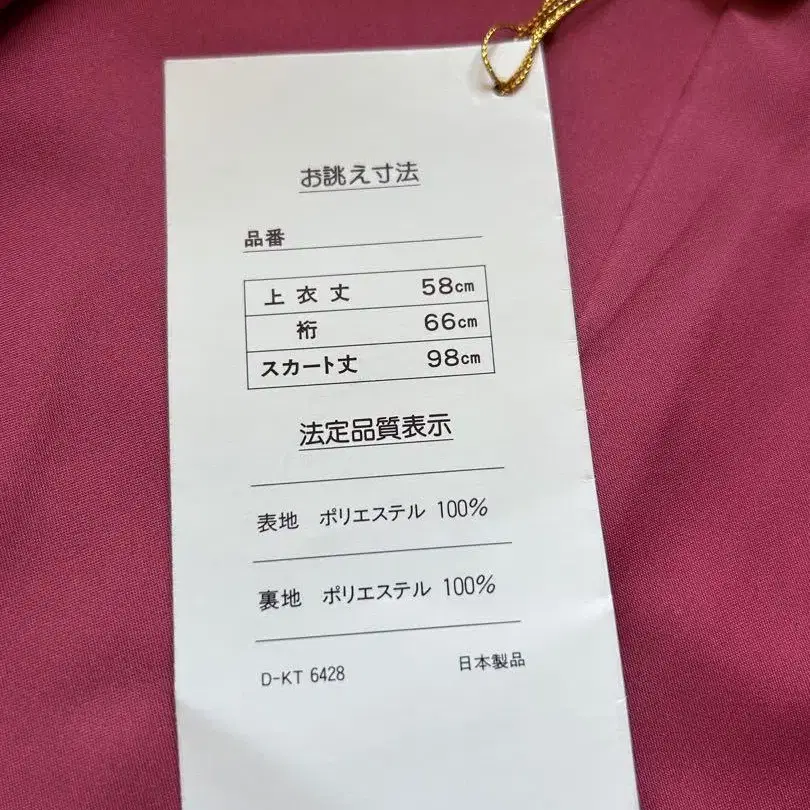 お誂え寸法
品番
上衣丈 58cm
裄 66cm
スカート丈 98cm
法定品質表示
表地 ポリエステル 100%
裏地 ポリエステル 100%
D-KT 6428 日本製品